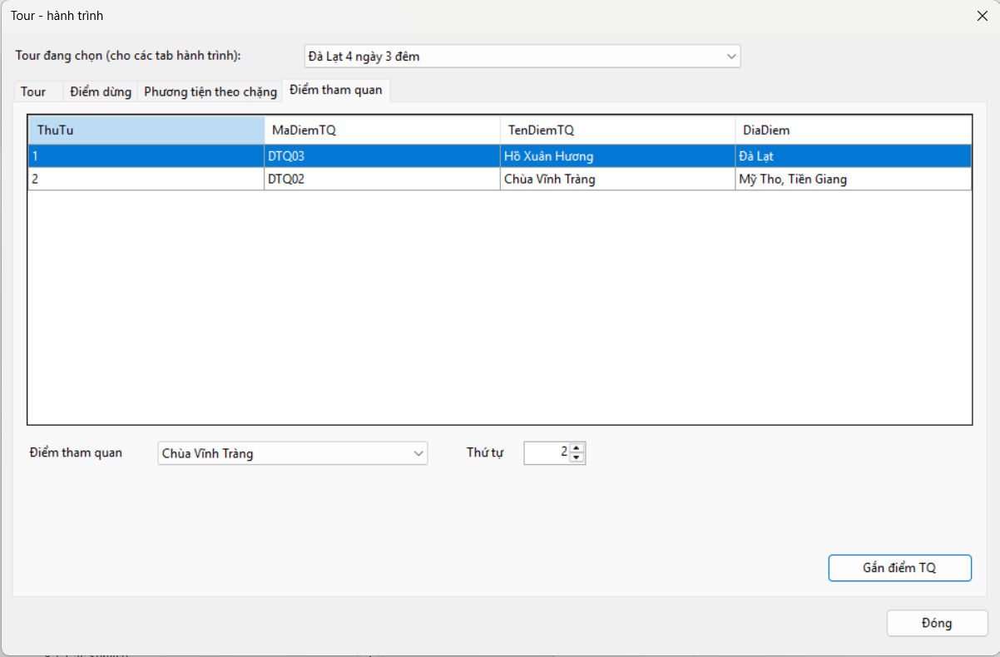 Tour - hành trình
Tour đang chọn (cho các tab hành trình): Đà Lạt 4 ngày 3 đêm
Tour Điểm dừng Phương tiện theo chặng Điểm tham quan
ThuTu MaDiemTQ TenDiemTQ DiaDiem
1 DTQ03 Hồ Xuân Hương Đà Lạt
2 DTQ02 Chùa Vĩnh Tràng Mỹ Tho, Tiền Giang
Điểm tham quan Chùa Vĩnh Tràng Thứ tự 2
Gắn điểm TQ
Đóng